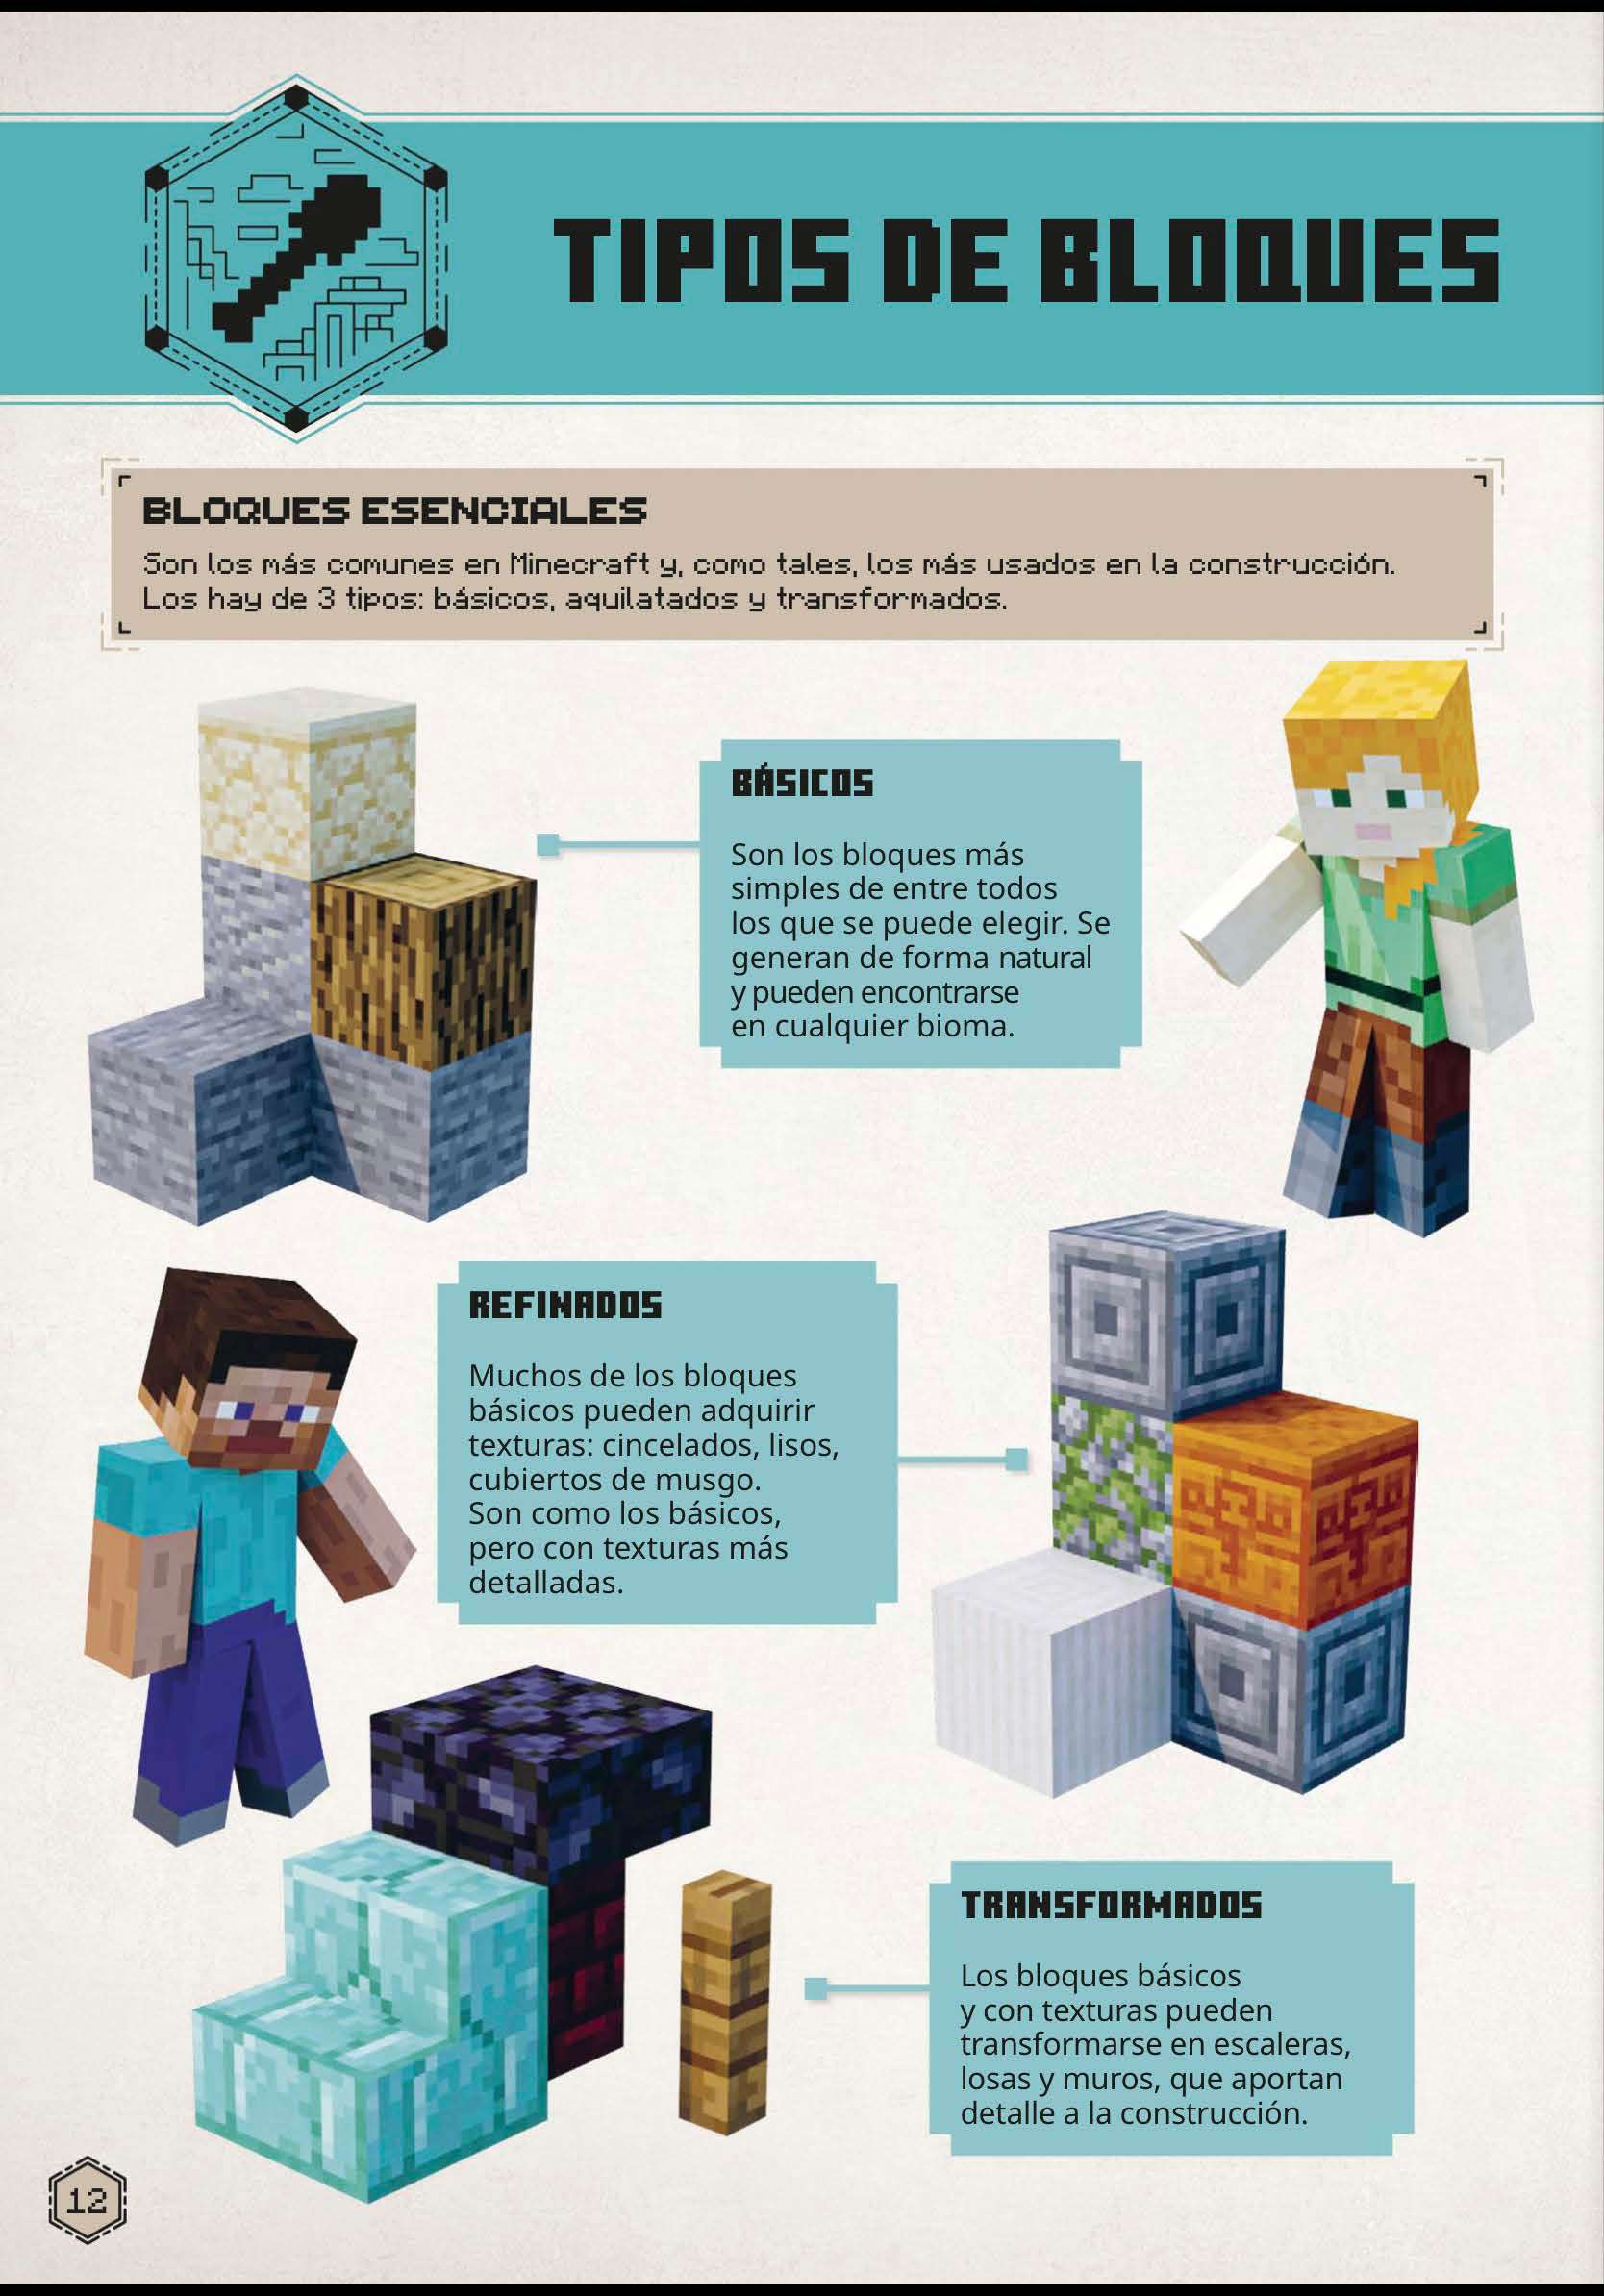 TIPOS DE BLOQUES
BLOQUES ESENCIALES
Son los más comunes en Minecraft y, como tales, los más usados en la construcción.
Los hay de 3 tipos: básicos, aquilatados y transformados.
BÁSICOS
Son los bloques más
simples de entre todos
los que se puede elegir. Se
generan de forma natural
y pueden encontrarse
en cualquier bioma.
REFINADOS
Muchos de los bloques
básicos pueden adquirir
texturas: cincelados, lisos,
cubiertos de musgo.
Son como los básicos,
pero con texturas más
detalladas.
TRANSFORMADOS
Los bloques básicos
y con texturas pueden
transformarse en escaleras,
losas y muros, que aportan
detalle a la construcción.
12